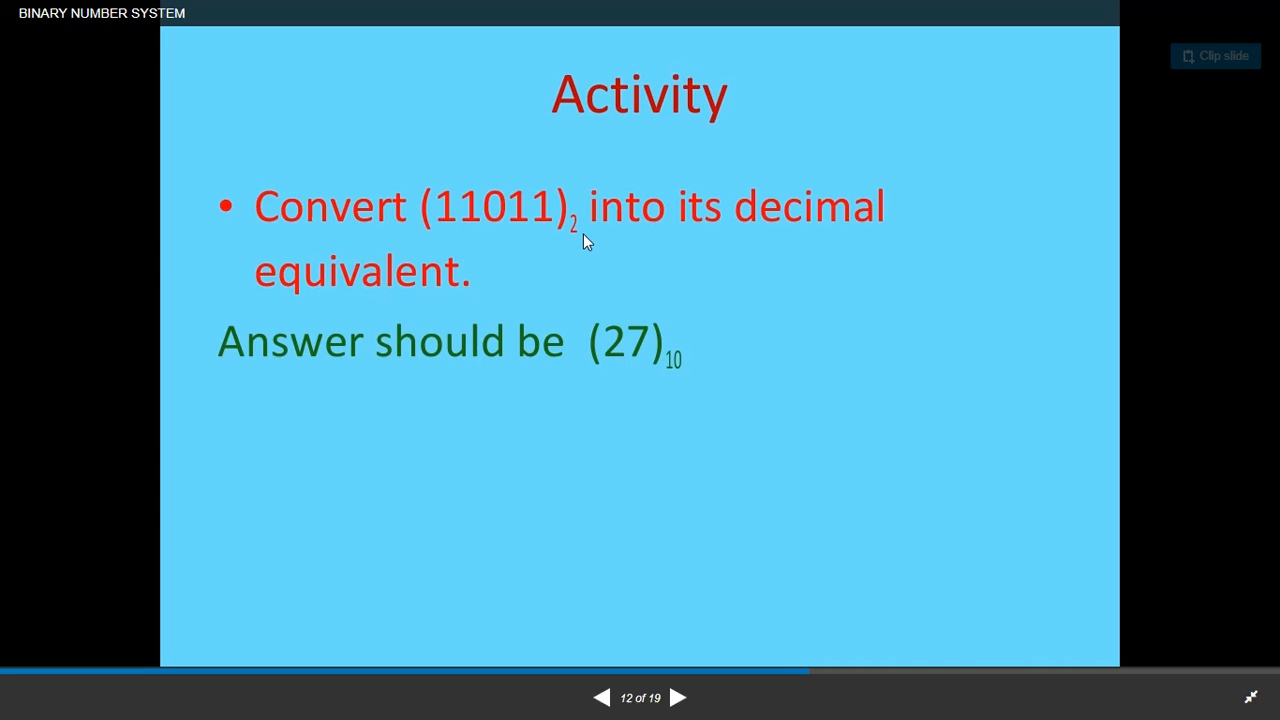 BINARY NUMBER SYSTEM
Clip slide
Activity
• Convert (11011)₂ into its decimal
equivalent.
Answer should be (27)₁₀
12 of 19